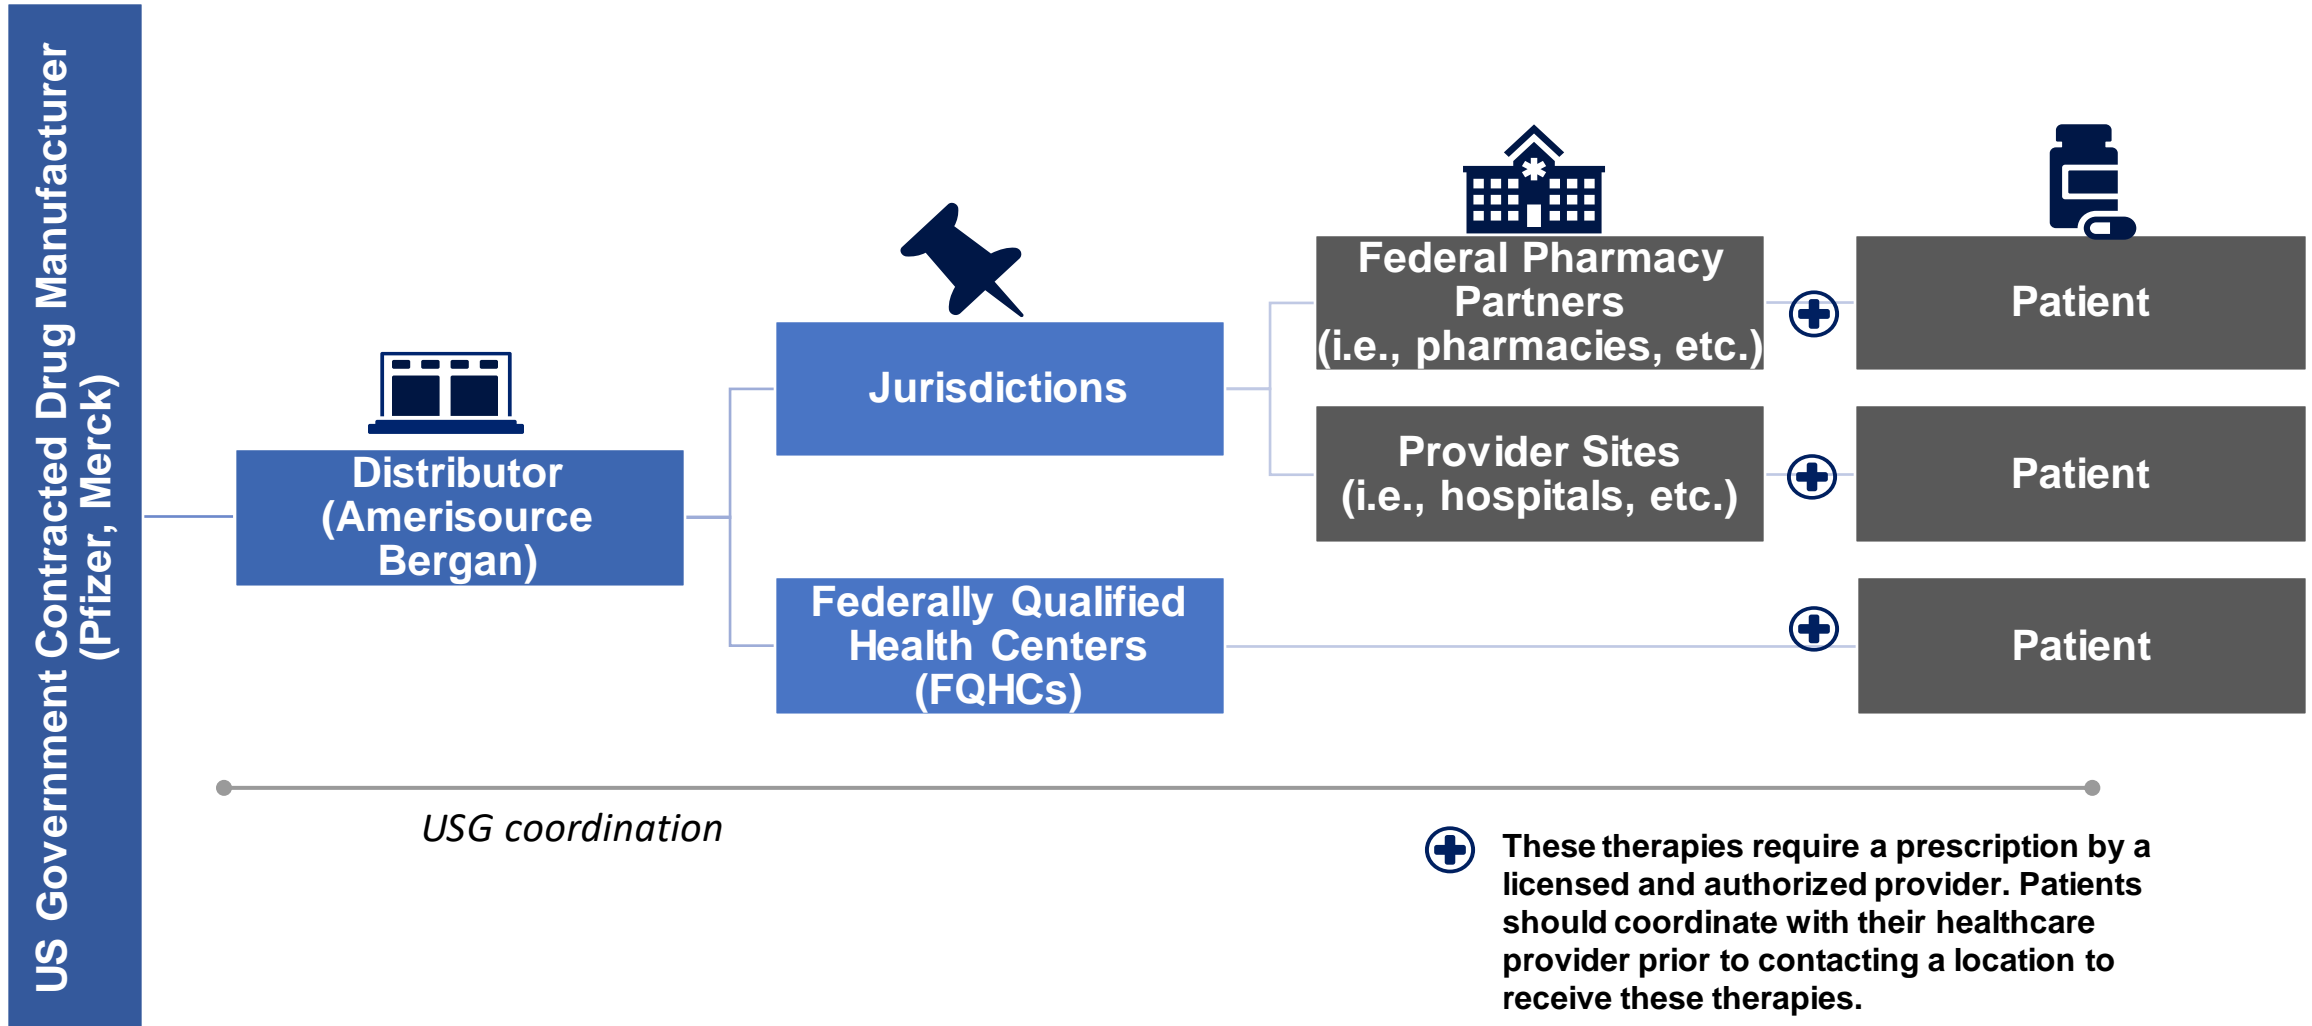 US Government Contracted Drug Manufacturer
(Pfizer, Merck)
Distributor
(Amerisource
Bergan)
Jurisdictions
Federally Qualified
Health Centers
(FQHCs)
Federal Pharmacy
Partners
(i.e., pharmacies, etc.)
Provider Sites
(i.e., hospitals, etc.)
Patient
Patient
Patient
USG coordination
These therapies require a prescription by a
licensed and authorized provider. Patients
should coordinate with their healthcare
provider prior to contacting a location to
receive these therapies.